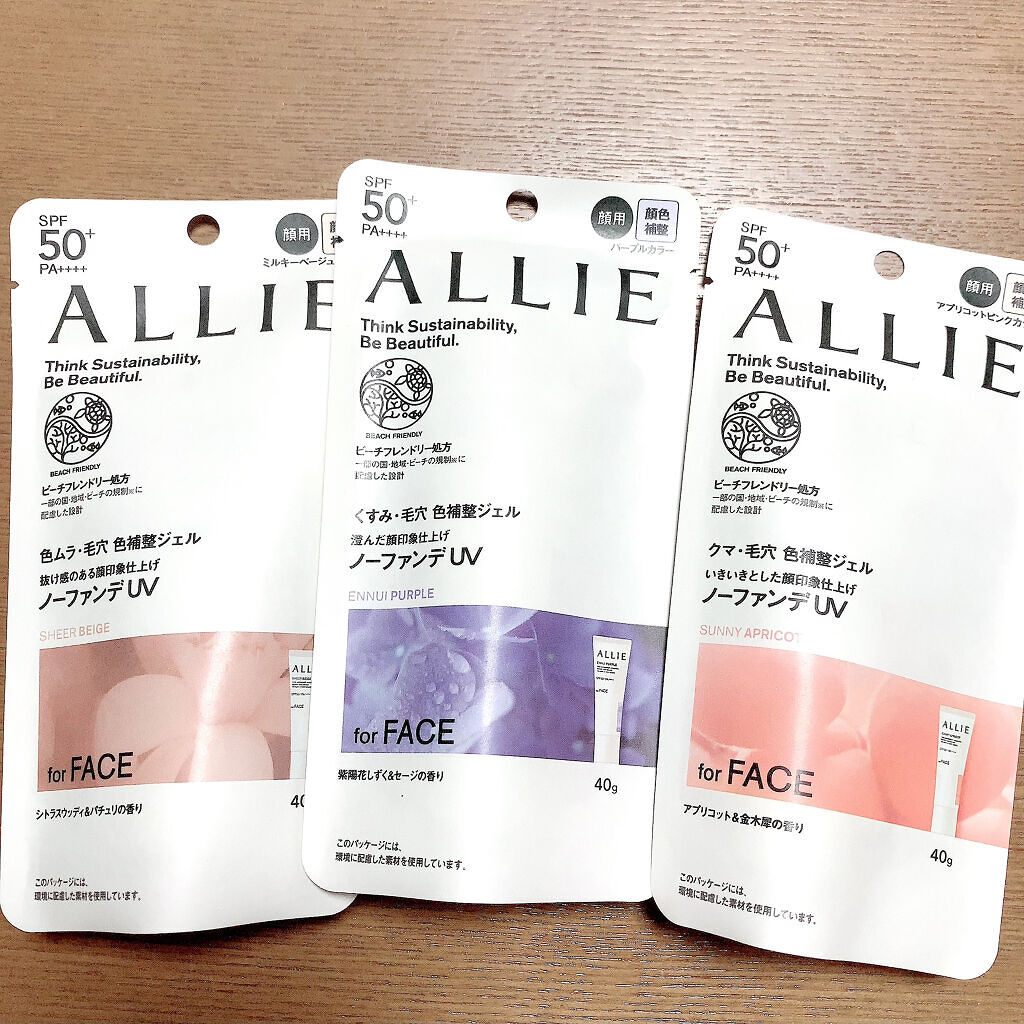 SPF
50+
PA++++
顔用
ミルキーベージュ
ALLIE
Think Sustainability,
Be Beautiful.
BEACH FRIENDLY
ビーチフレンドリー処方
一部の国・地域・ビーチの規制※に
配慮した設計
色ムラ・毛穴 色補整ジェル
抜け感のある顔印象仕上げ
ノーファンデUV
SHEER BEIGE
for FACE
シトラスウッディ&パチュリの香り
このパッケージには、
環境に配慮した素材を使用しています。
SPF
50+
PA++++
顔用
顔色
補整
パープルカラー
ALLIE
Think Sustainability,
Be Beautiful.
BEACH FRIENDLY
ビーチフレンドリー処方
一部の国・地域・ビーチの規制※に
配慮した設計
くすみ・毛穴 色補整ジェル
澄んだ顔印象仕上げ
ノーファンデUV
ENNUI PURPLE
ALLIE
for FACE
紫陽花しずく&セージの香り
40g
このパッケージには、
環境に配慮した素材を使用しています。
SPF
50+
PA++++
顔用
アプリコットピンクカ
ALLIE
Think Sustainability,
Be Beautiful.
BEACH FRIENDLY
ビーチフレンドリー処方
一部の国・地域・ビーチの規制※に
配慮した設計
クマ・毛穴 色補整ジェル
いきいきとした顔印象仕上げ
ノーファンデUV
SUNNY APRICOT
ALLIE
for FACE
アプリコット&金木犀の香り
40g
このパッケージには、
環境に配慮した素材を使用しています。